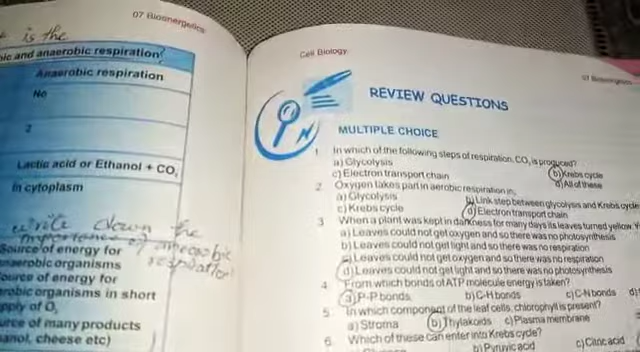 07 Bioenergetics
is the
and anaerobic respiration?
Anaerobic respiration
No
2
Lactic acid or Ethanol + CO₂
In cytoplasm
write down the
importance of anaerobic
respiration
Source of energy for
anaerobic organisms
source of energy for
organisms in short
of O₂
of many products
cheese etc)
Cell Biology
07 Bioenergetics
REVIEW QUESTIONS
MULTIPLE CHOICE
1 In which of the following steps of respiration, CO₂ is produced?
a) Glycolysis b) Krebs cycle
c) Electron transport chain d) All of these
2. Oxygen takes part in aerobic respiration in;
a) Glycolysis b) Link step between glycolysis and Krebs cycle
c) Krebs cycle d) Electron transport chain
3 When a plant was kept in darkness for many days its leaves turned yellow.
a) Leaves could not get oxygen and so there was no photosynthesis
b) Leaves could not get light and so there was no respiration
c) Leaves could not get oxygen and so there was no respiration
d) Leaves could not get light and so there was no photosynthesis
4 From which bonds of ATP molecule energy is taken?
a) P-P bonds b) C-H bonds c) C-N bonds d)
5. In which component of the leaf cells, chlorophyll is present?
a) Stroma b) Thylakoids c) Plasma membrane
6. Which of these can enter into Krebs cycle?
b) Pyruvic acid c) Citric acid